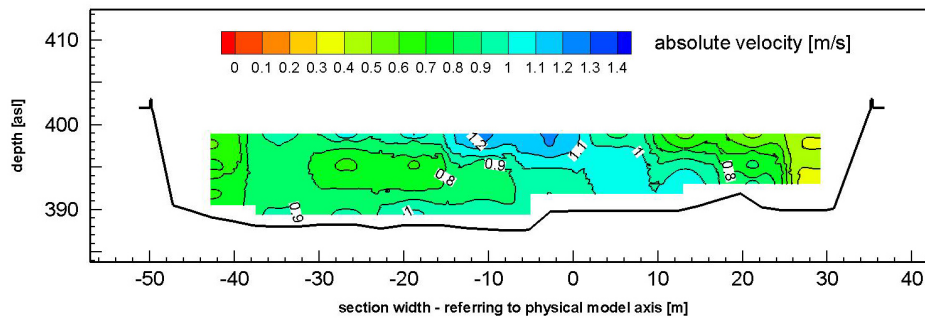 410
400
390
depth [asl]
absolute velocity [m/s]
0 0.1 0.2 0.3 0.4 0.5 0.6 0.7 0.8 0.9 1 1.1 1.2 1.3 1.4
1.2
1.1
1.1
0.9
0.8
1
0.8
0.9
1
-50 -40 -30 -20 -10 0 10 20 30 40
section width - referring to physical model axis [m]